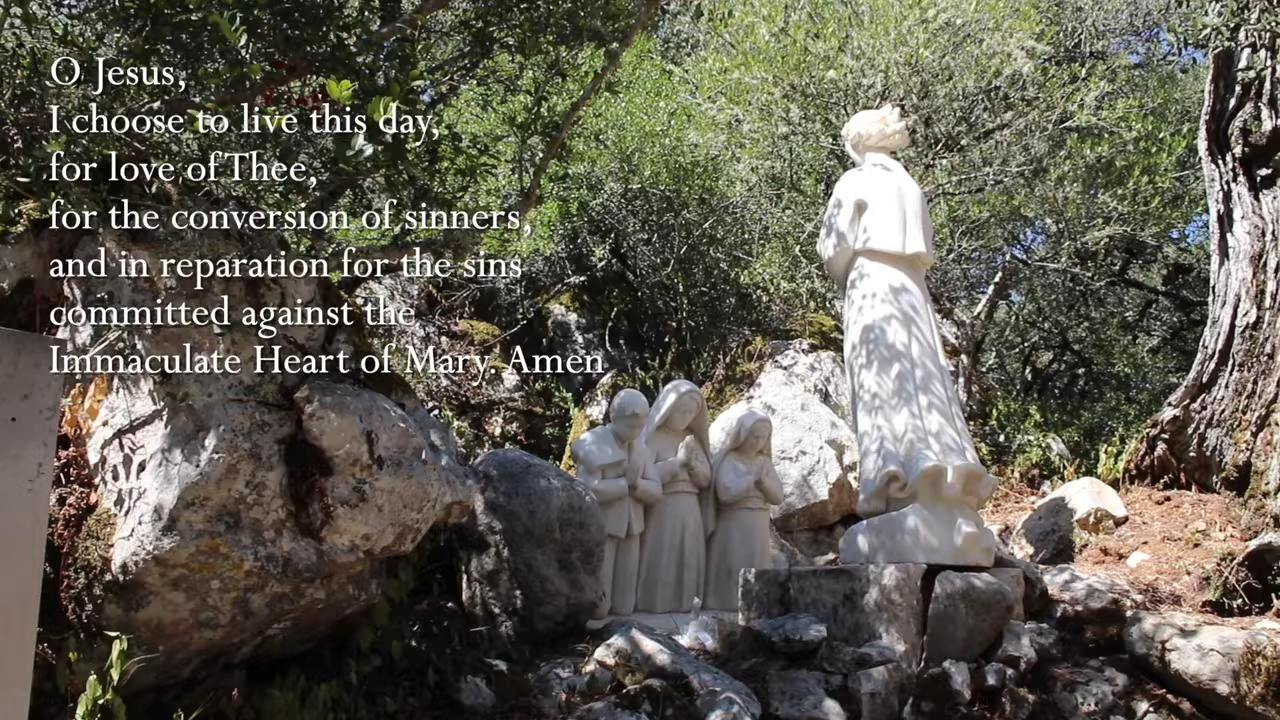 O Jesus,
I choose to live this day,
for love of Thee,
for the conversion of sinners,
and in reparation for the sins
committed against the
Immaculate Heart of Mary. Amen